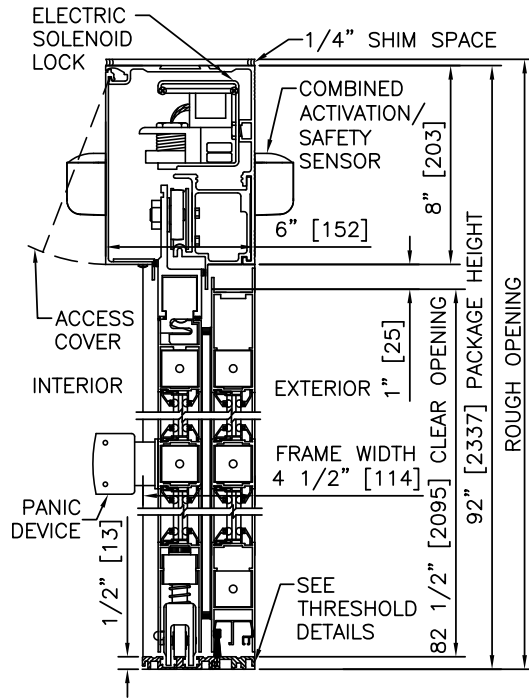 ELECTRIC
SOLENOID
LOCK
1/4" SHIM SPACE
COMBINED
ACTIVATION/
SAFETY
SENSOR
8" [203]
6" [152]
ACCESS
COVER
INTERIOR
EXTERIOR
1" [25]
FRAME WIDTH
4 1/2" [114]
PANIC
DEVICE
1/2" [13]
SEE
THRESHOLD
DETAILS
82 1/2" [2095] CLEAR OPENING
92" [2337] PACKAGE HEIGHT
ROUGH OPENING